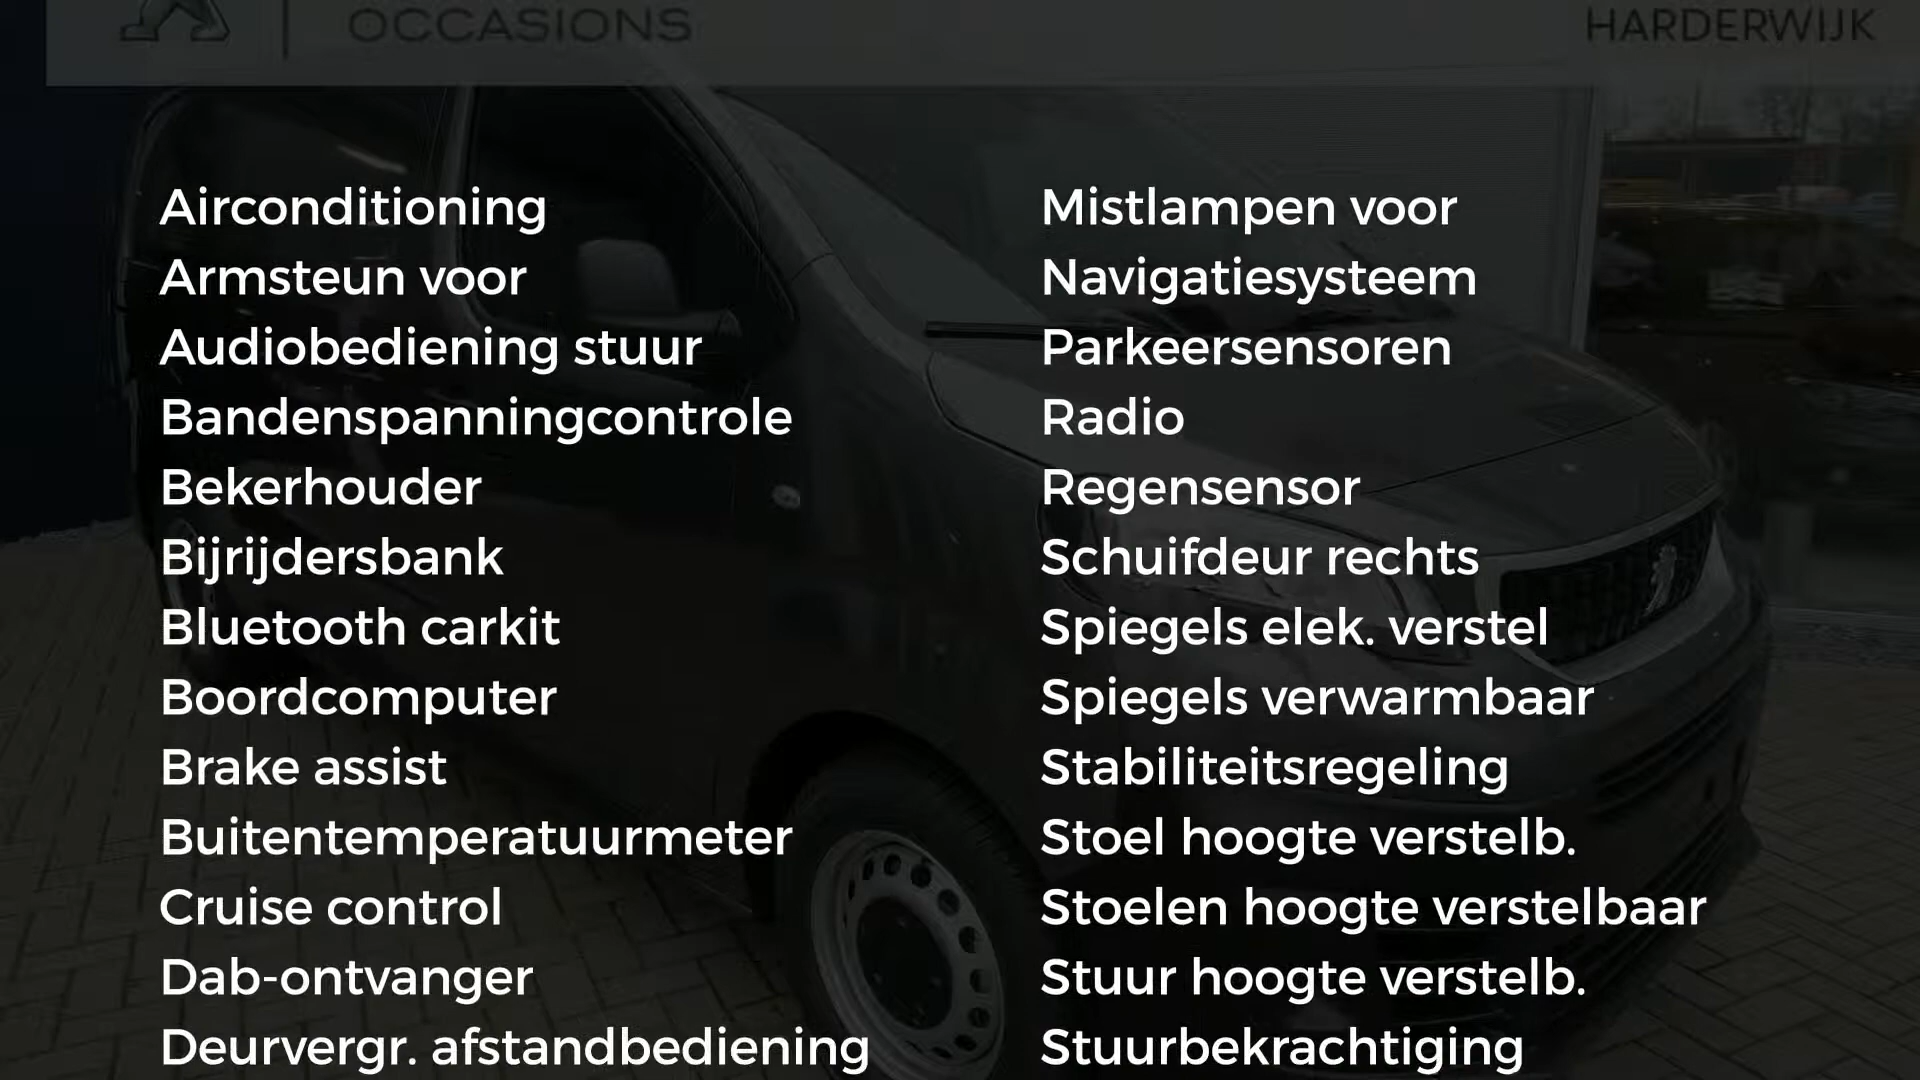 OCCASIONS
HARDERWIJK
Airconditioning
Armsteun voor
Audiobediening stuur
Bandenspanningcontrole
Bekerhouder
Bijrijdersbank
Bluetooth carkit
Boordcomputer
Brake assist
Buitentemperatuurmeter
Cruise control
Dab-ontvanger
Deurvergr. afstandbediening
Mistlampen voor
Navigatiesysteem
Parkeersensoren
Radio
Regensensor
Schuifdeur rechts
Spiegels elek. verstel
Spiegels verwarmbaar
Stabiliteitsregeling
Stoel hoogte verstelb.
Stoelen hoogte verstelbaar
Stuur hoogte verstelb.
Stuurbekrachtiging